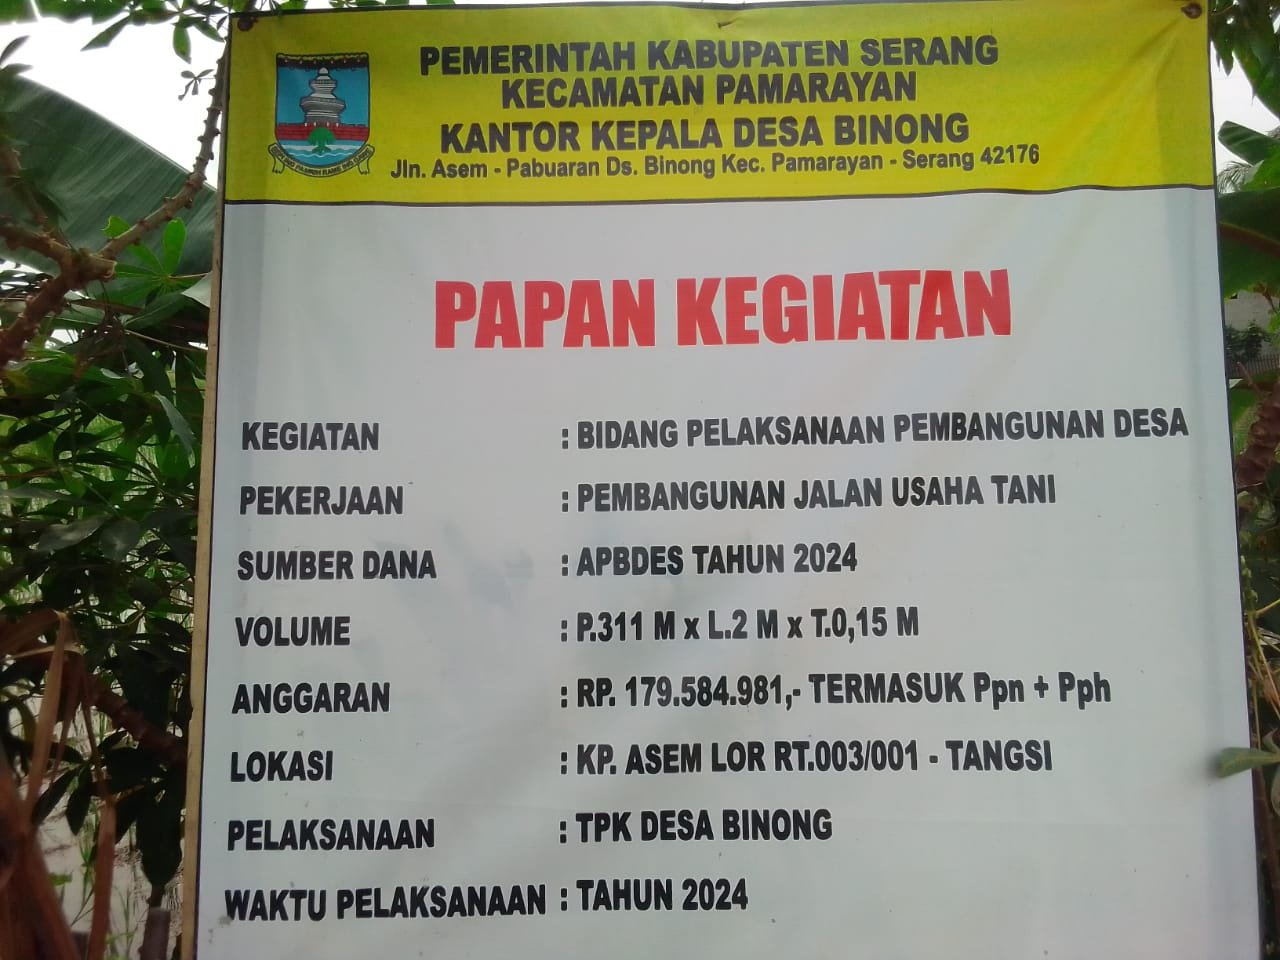 PEMERINTAH KABUPATEN SERANG
KECAMATAN PAMARAYAN
KANTOR KEPALA DESA BINONG
Jln. Asem - Pabuaran Ds. Binong Kec. Pamarayan - Serang 42176
PAPAN KEGIATAN
KEGIATAN : BIDANG PELAKSANAAN PEMBANGUNAN DESA
PEKERJAAN : PEMBANGUNAN JALAN USAHA TANI
SUMBER DANA : APBDES TAHUN 2024
VOLUME : P.311 M x L.2 M x T.0,15 M
ANGGARAN : RP. 179.584.981,- TERMASUK Ppn + Pph
LOKASI : KP. ASEM LOR RT.003/001 - TANGSI
PELAKSANAAN : TPK DESA BINONG
WAKTU PELAKSANAAN : TAHUN 2024